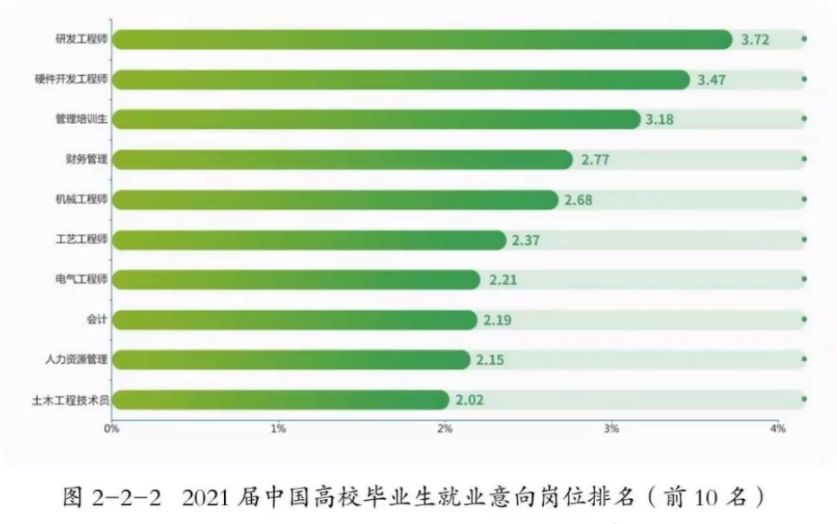 研发工程师 3.72
硬件开发工程师 3.47
管理培训生 3.18
财务管理 2.77
机械工程师 2.68
工艺工程师 2.37
电气工程师 2.21
会计 2.19
人力资源管理 2.15
土木工程技术员 2.02
0% 1% 2% 3% 4%
图 2-2-2 2021 届中国高校毕业生就业意向岗位排名（前 10 名）